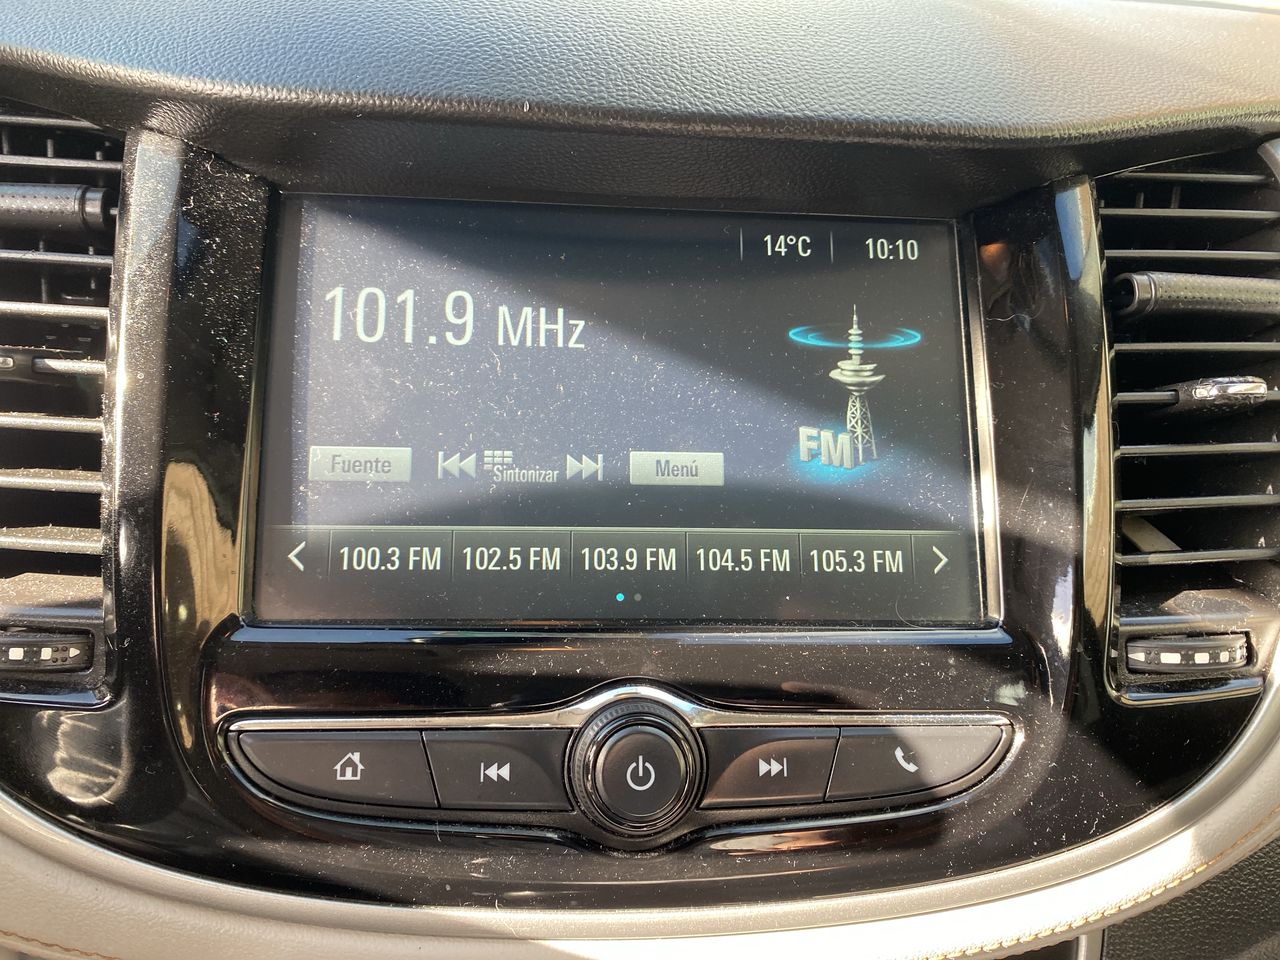 14°C 10:10
101.9 MHz
FM
Fuente Sintonizar Menú
100.3 FM 102.5 FM 103.9 FM 104.5 FM 105.3 FM